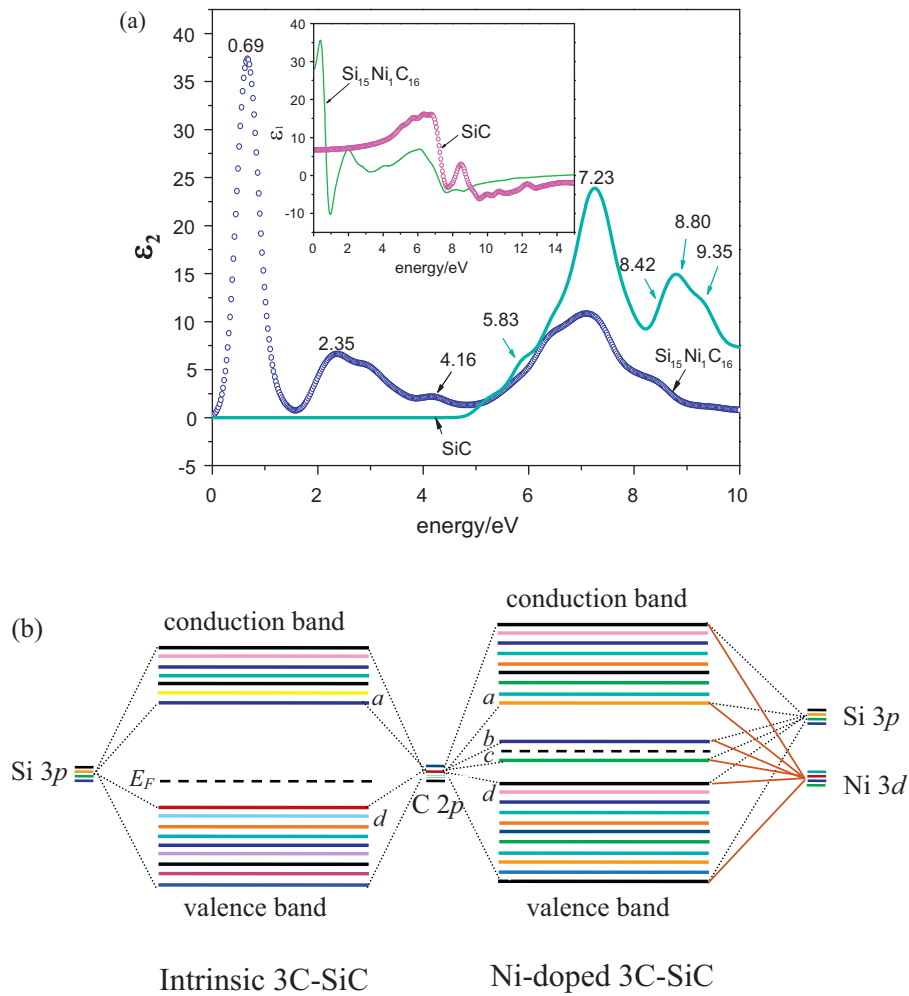 (a)
40
35
30
25
20
15
10
5
0
-5
ε₂
0
2
4
6
8
10
energy/eV
0.69
2.35
4.16
5.83
7.23
8.42
8.80
9.35
Si₁₅Ni₁C₁₆
SiC
40
30
20
10
0
-10
ε₁
0 2 4 6 8 10 12 14
energy/eV
Si₁₅Ni₁C₁₆
SiC
(b)
conduction band
conduction band
a
a
Si 3p
b
Si 3p
E_F
c
C 2p
Ni 3d
d
d
valence band
valence band
Intrinsic 3C-SiC
Ni-doped 3C-SiC